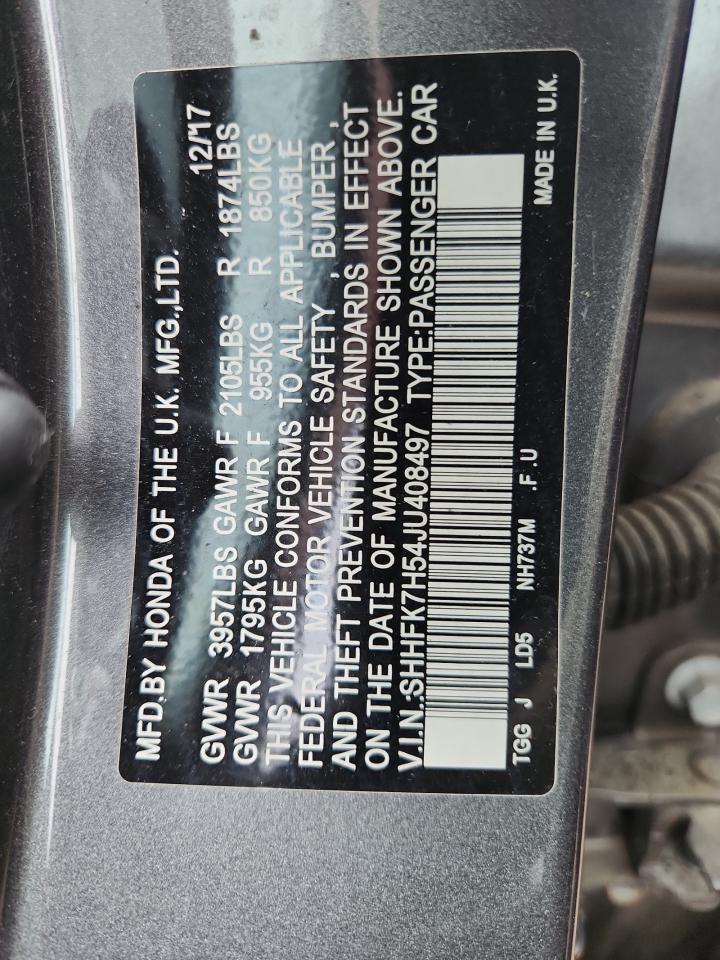 MFD.BY HONDA OF THE U.K. MFG.,LTD. 12/17
GVWR 3957LBS GAWR F 2105LBS R 1874LBS
GVWR 1795KG GAWR F 955KG R 850KG
THIS VEHICLE CONFORMS TO ALL APPLICABLE
FEDERAL MOTOR VEHICLE SAFETY , BUMPER ,
AND THEFT PREVENTION STANDARDS IN EFFECT
ON THE DATE OF MANUFACTURE SHOWN ABOVE.
V.I.N.:SHHFK7H54JU408497 TYPE:PASSENGER CAR
TGG J LD5 NH737M .F .U MADE IN U.K.